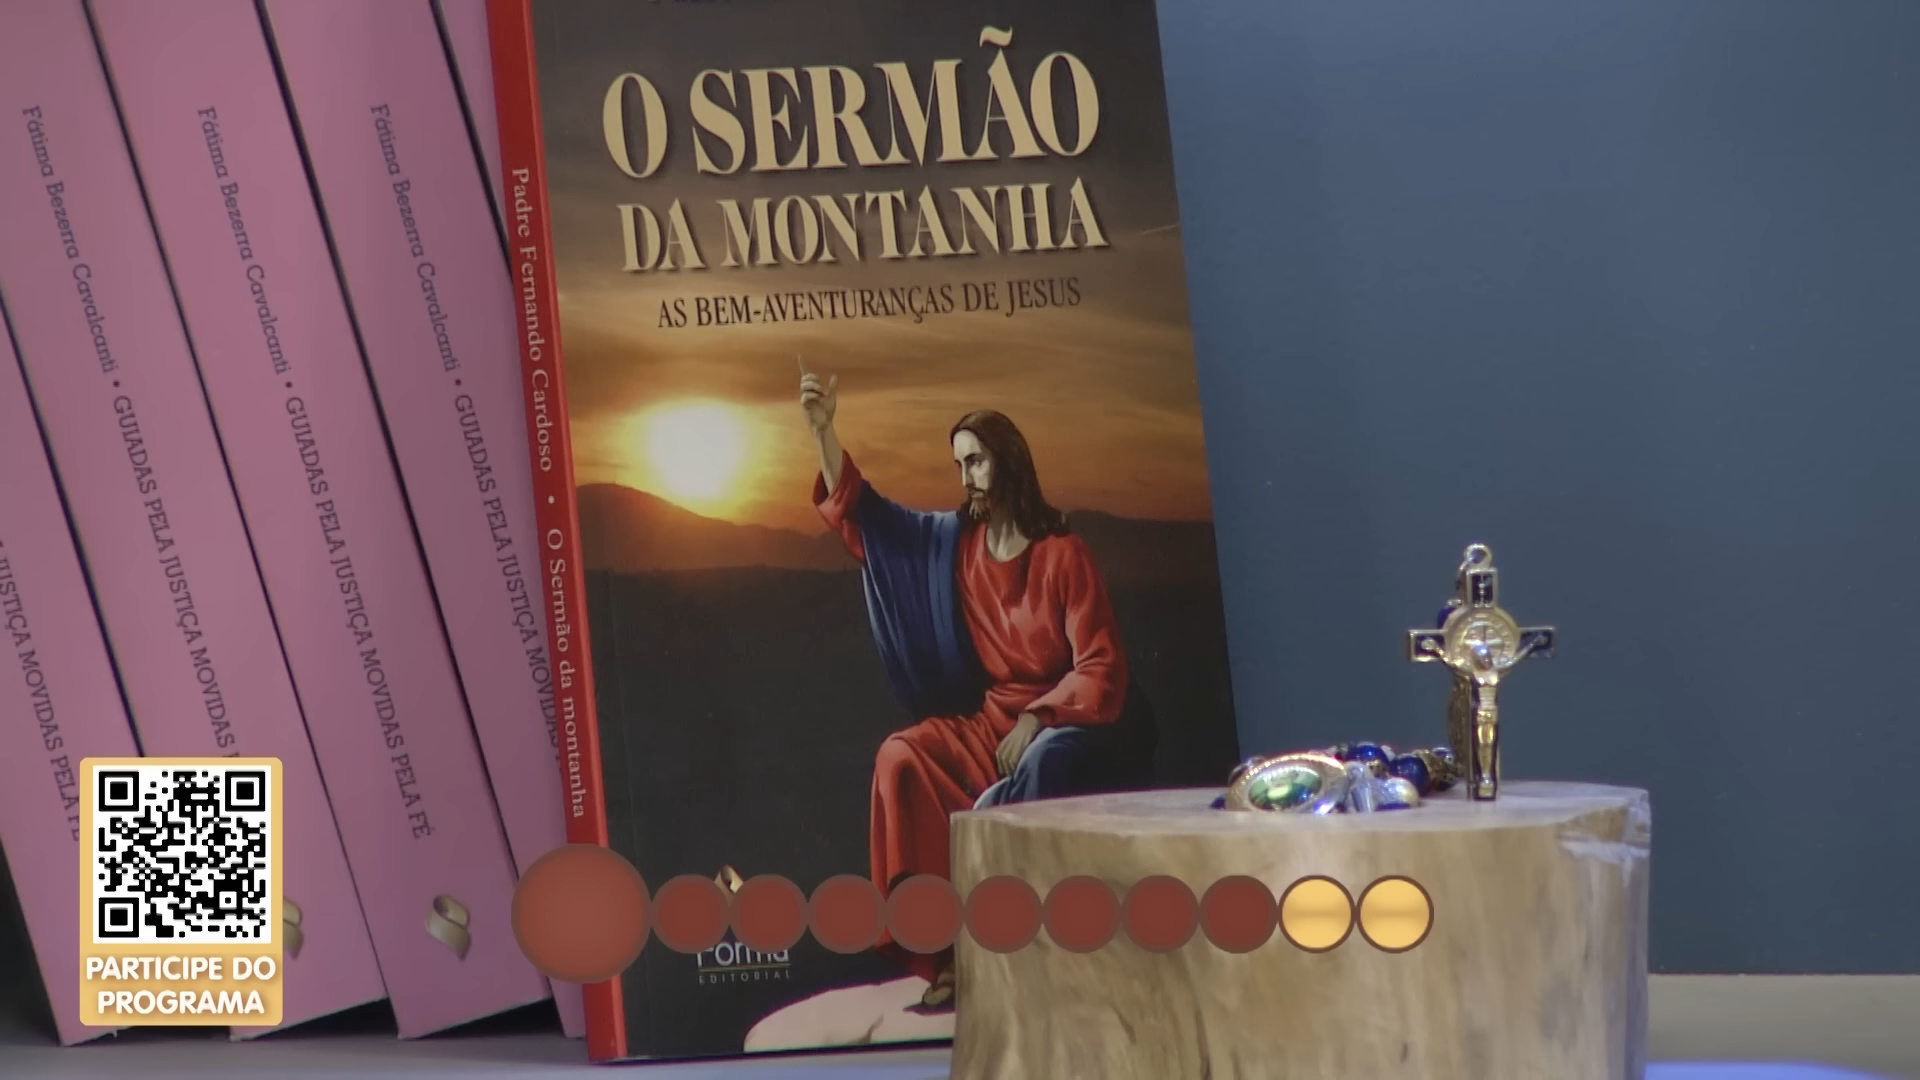 Fátima Bezerra Cavalcanti • GUIADAS PELA JUSTIÇA MOVIDAS
Fátima Bezerra Cavalcanti • GUIADAS PELA JUSTIÇA MOVIDAS PELA FÉ
Fátima Bezerra Cavalcanti • GUIADAS PELA JUSTIÇA MOVIDAS
JUSTIÇA MOVIDAS PELA FÉ
Padre Fernando Cardoso • O Sermão da montanha
O SERMÃO
DA MONTANHA
AS BEM-AVENTURANÇAS DE JESUS
Forma
EDITORIAL
PARTICIPE DO
PROGRAMA